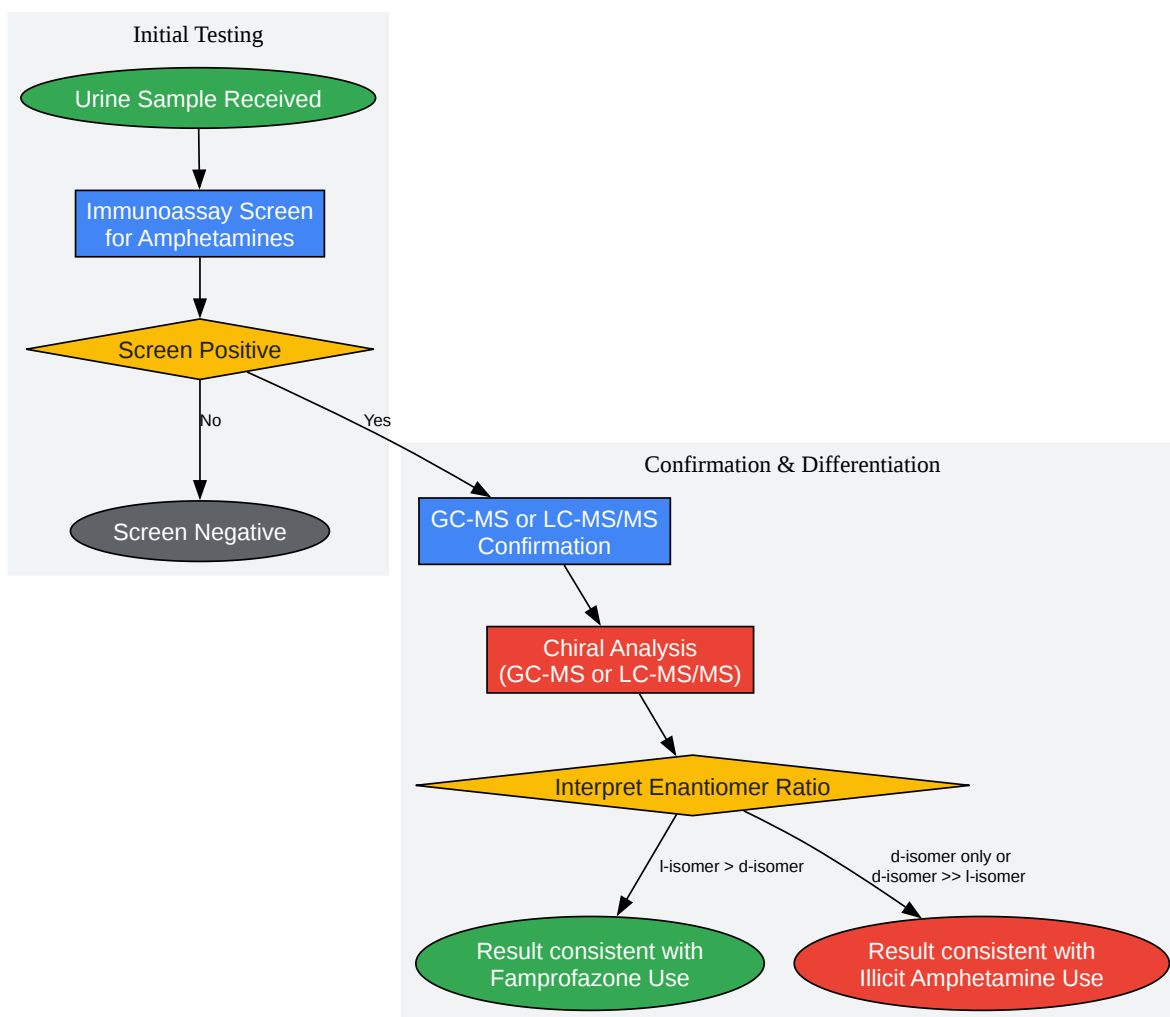 Initial Testing
Urine Sample Received
Immunoassay Screen
for Amphetamines
Screen Positive
No
Yes
Screen Negative
Confirmation & Differentiation
GC-MS or LC-MS/MS
Confirmation
Chiral Analysis
(GC-MS or LC-MS/MS)
Interpret Enantiomer Ratio
l-isomer > d-isomer
d-isomer only or
d-isomer >> l-isomer
Result consistent with
Famprofazone Use
Result consistent with
Illicit Amphetamine Use